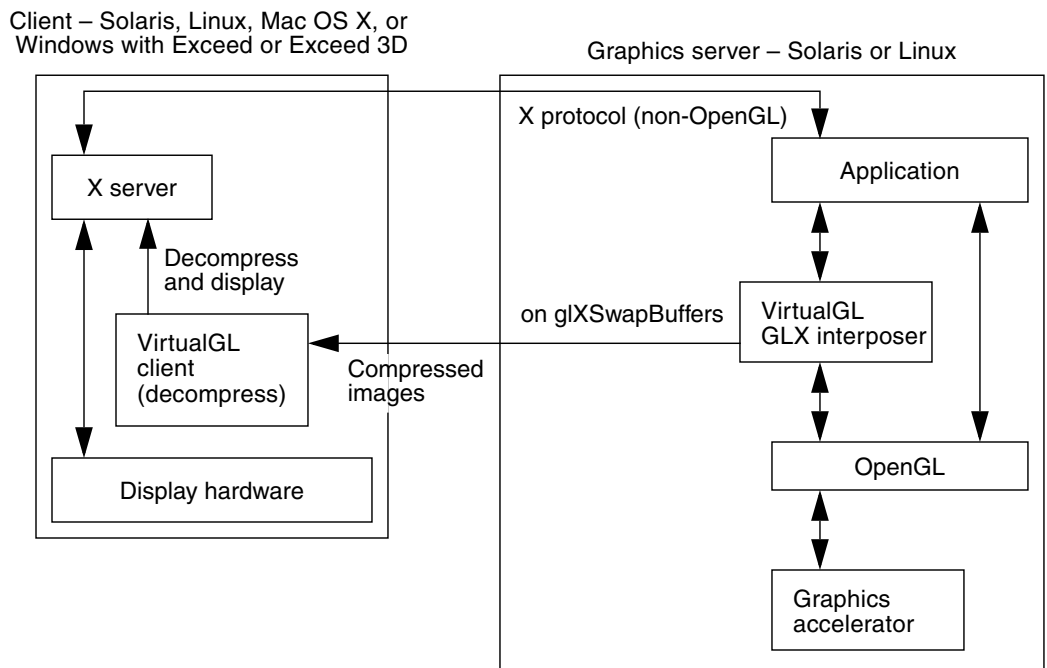 Client – Solaris, Linux, Mac OS X, or
Windows with Exceed or Exceed 3D
Graphics server – Solaris or Linux
X protocol (non-OpenGL)
X server
Application
Decompress
and display
on glXSwapBuffers
VirtualGL
GLX interposer
VirtualGL
client
(decompress)
Compressed
images
OpenGL
Display hardware
Graphics
accelerator